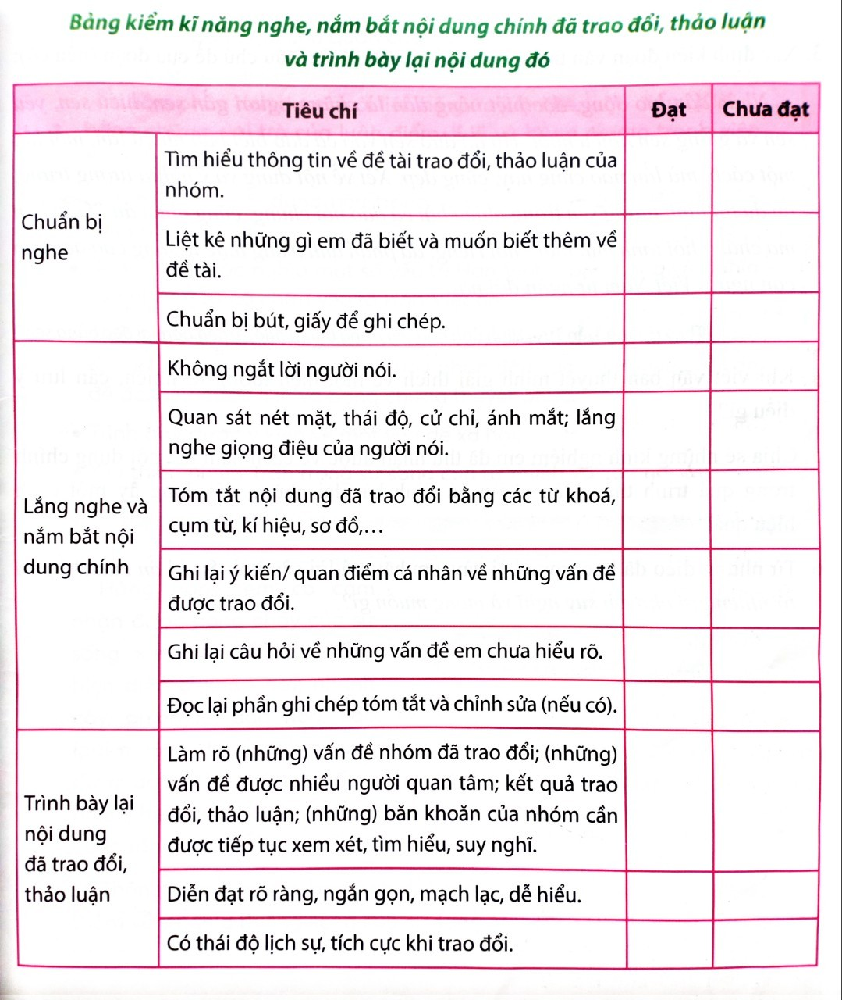 Bảng kiểm kĩ năng nghe, nắm bắt nội dung chính đã trao đổi, thảo luận
và trình bày lại nội dung đó
Tiêu chí
Đạt
Chưa đạt
Chuẩn bị
nghe
Tìm hiểu thông tin về đề tài trao đổi, thảo luận của
nhóm.
Liệt kê những gì em đã biết và muốn biết thêm về
đề tài.
Chuẩn bị bút, giấy để ghi chép.
Lắng nghe và
nắm bắt nội
dung chính
Không ngắt lời người nói.
Quan sát nét mặt, thái độ, cử chỉ, ánh mắt; lắng
nghe giọng điệu của người nói.
Tóm tắt nội dung đã trao đổi bằng các từ khoá,
cụm từ, kí hiệu, sơ đồ,...
Ghi lại ý kiến/ quan điểm cá nhân về những vấn đề
được trao đổi.
Ghi lại câu hỏi về những vấn đề em chưa hiểu rõ.
Đọc lại phần ghi chép tóm tắt và chỉnh sửa (nếu có).
Trình bày lại
nội dung
đã trao đổi,
thảo luận
Làm rõ (những) vấn đề nhóm đã trao đổi; (những)
vấn đề được nhiều người quan tâm; kết quả trao
đổi, thảo luận; (những) băn khoăn của nhóm cần
được tiếp tục xem xét, tìm hiểu, suy nghĩ.
Diễn đạt rõ ràng, ngắn gọn, mạch lạc, dễ hiểu.
Có thái độ lịch sự, tích cực khi trao đổi.